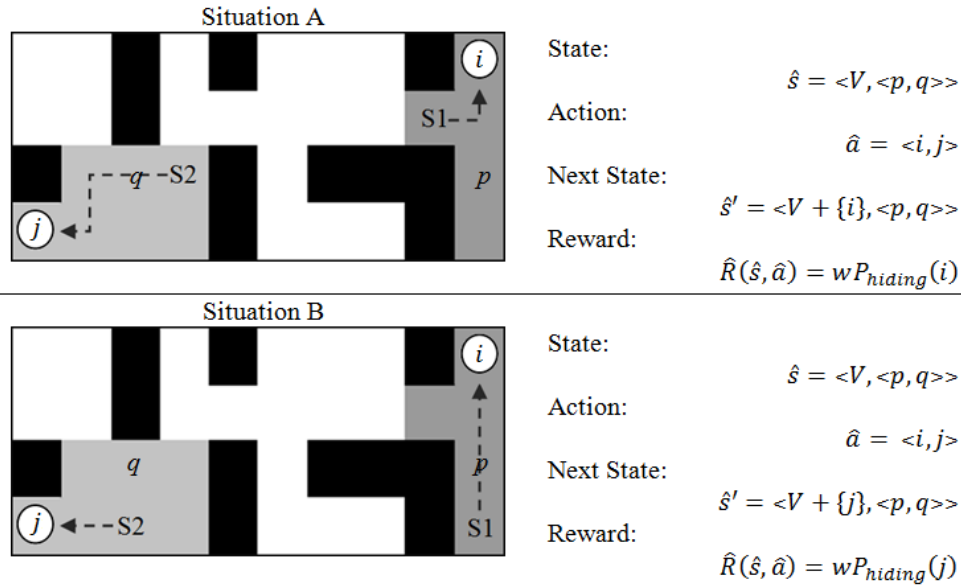 Situation A
i
S1
q
S2
p
j
State:
ŝ = <V, <p, q>>
Action:
â = <i, j>
Next State:
ŝ′ = <V + {i}, <p, q>>
Reward:
R̂(ŝ, â) = wP_hiding(i)
Situation B
i
q
p
j
S2
S1
State:
ŝ = <V, <p, q>>
Action:
â = <i, j>
Next State:
ŝ′ = <V + {j}, <p, q>>
Reward:
R̂(ŝ, â) = wP_hiding(j)